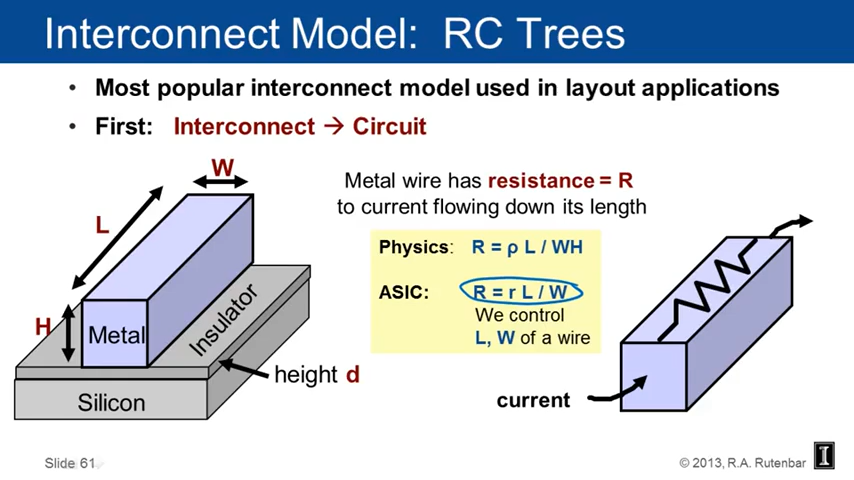 Interconnect Model: RC Trees
• Most popular interconnect model used in layout applications
• First: Interconnect → Circuit
W
L
H
Metal
Insulator
Silicon
height d
Metal wire has resistance = R
to current flowing down its length
Physics: R = ρ L / WH
ASIC: R = r L / W
We control
L, W of a wire
current
Slide 61
© 2013, R.A. Rutenbar
I